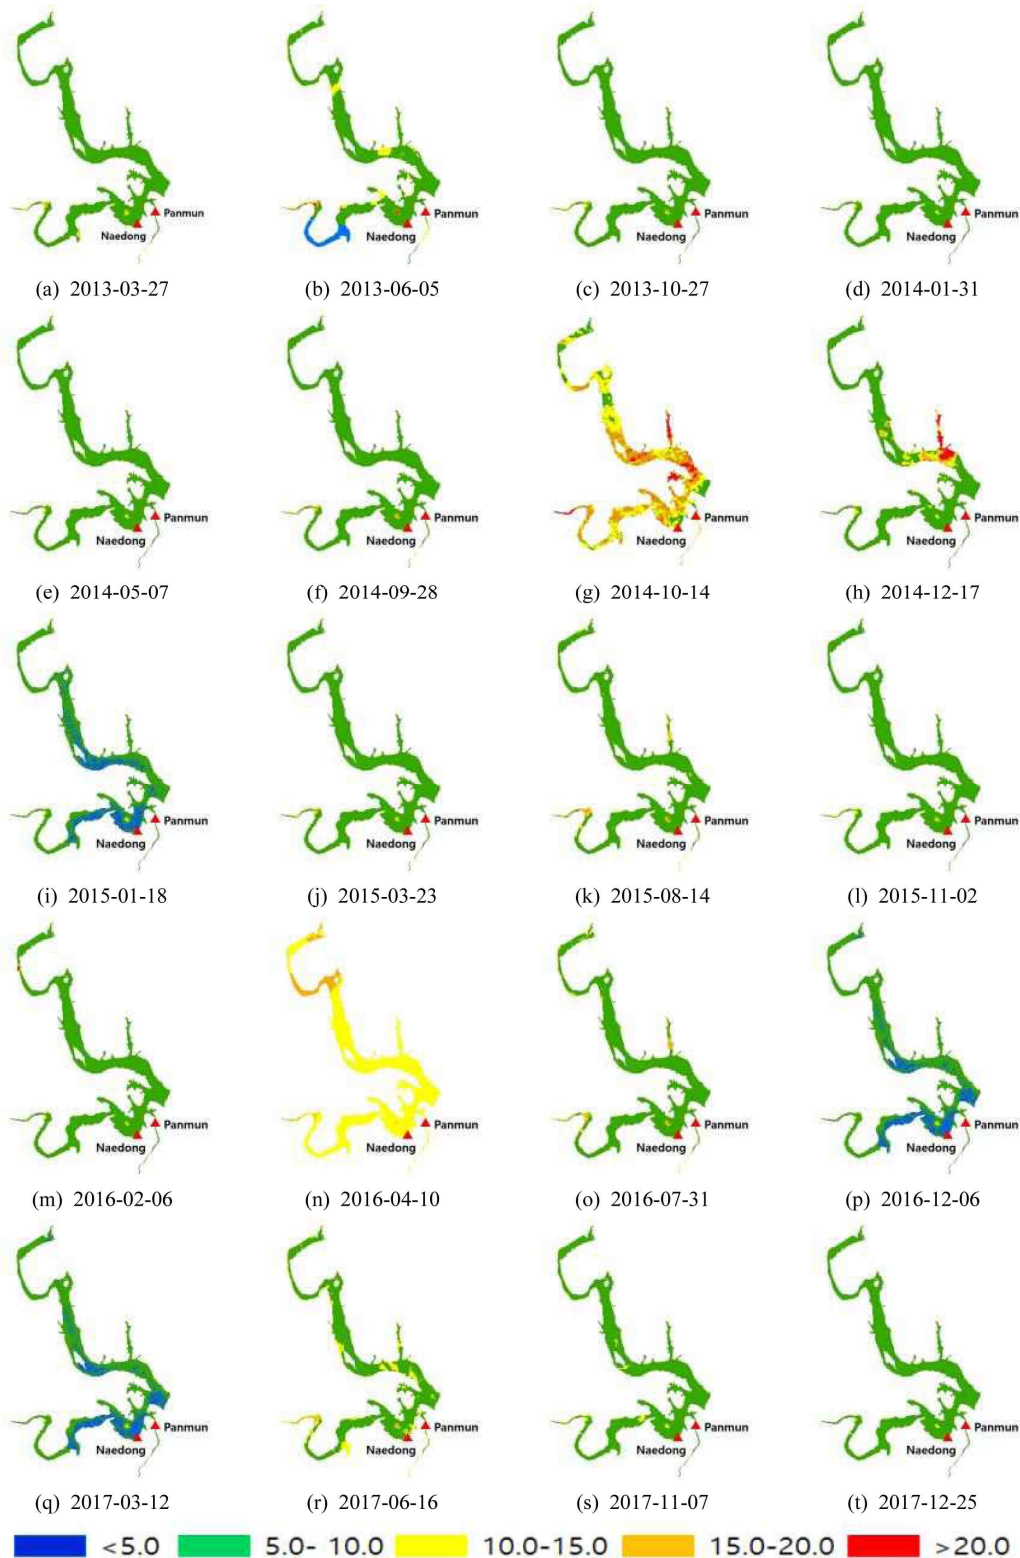 Panmun Panmun Panmun Panmun
Naedong Naedong Naedong Naedong
(a) 2013-03-27 (b) 2013-06-05 (c) 2013-10-27 (d) 2014-01-31
Panmun Panmun Panmun Panmun
Naedong Naedong Naedong Naedong
(e) 2014-05-07 (f) 2014-09-28 (g) 2014-10-14 (h) 2014-12-17
Panmun Panmun Panmun Panmun
Naedong Naedong Naedong Naedong
(i) 2015-01-18 (j) 2015-03-23 (k) 2015-08-14 (l) 2015-11-02
Panmun Panmun Panmun Panmun
Naedong Naedong Naedong Naedong
(m) 2016-02-06 (n) 2016-04-10 (o) 2016-07-31 (p) 2016-12-06
Panmun Panmun Panmun Panmun
Naedong Naedong Naedong Naedong
(q) 2017-03-12 (r) 2017-06-16 (s) 2017-11-07 (t) 2017-12-25
<5.0 5.0- 10.0 10.0-15.0 15.0-20.0 >20.0